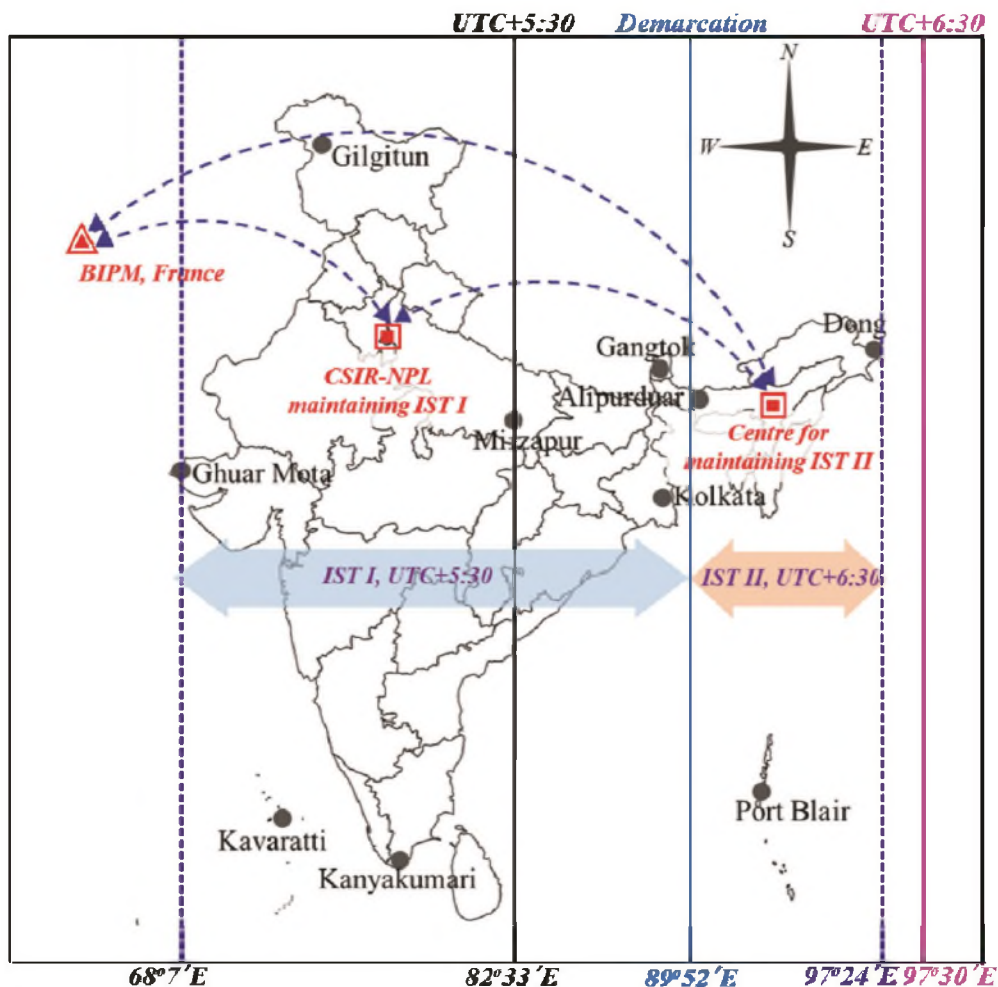 UTC+5:30 Demarcation UTC+6:30
N
W E
S
Gilgitun
BIPM, France
CSIR-NPL
maintaining IST I
Gangtok
Dong
Alipurduar
Mirzapur
Centre for
maintaining IST II
Ghuar Mota
Kolkata
IST I, UTC+5:30
IST II, UTC+6:30
Port Blair
Kavaratti
Kanyakumari
68°7'E 82°33'E 89°52'E 97°24'E 97°30'E